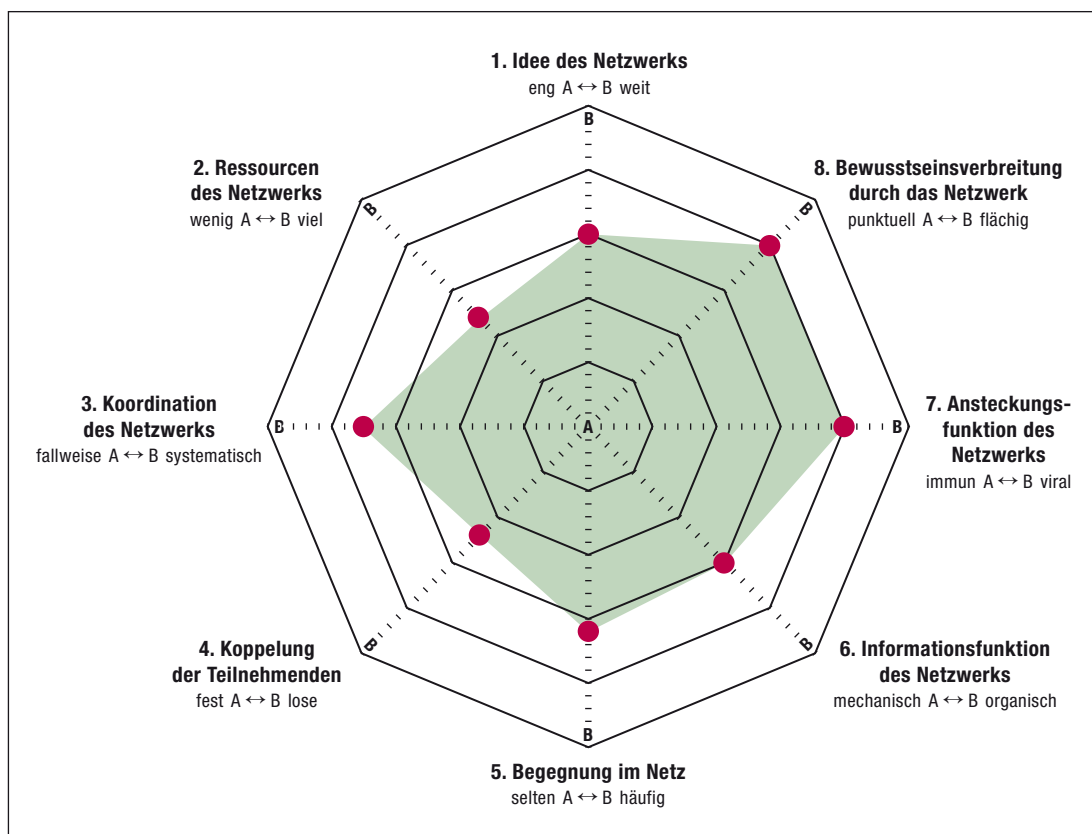 1. Idee des Netzwerks
eng A ↔ B weit
B
2. Ressourcen
des Netzwerks
wenig A ↔ B viel
B
8. Bewusstseinsverbreitung
durch das Netzwerk
punktuell A ↔ B flächig
B
3. Koordination
des Netzwerks
fallweise A ↔ B systematisch
B
A
B
7. Ansteckungs-
funktion des
Netzwerks
immun A ↔ B viral
4. Koppelung
der Teilnehmenden
fest A ↔ B lose
B
B
6. Informationsfunktion
des Netzwerks
mechanisch A ↔ B organisch
B
5. Begegnung im Netz
selten A ↔ B häufig